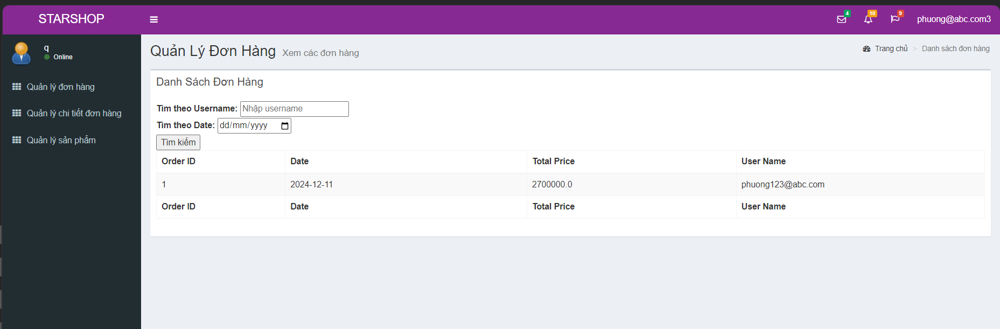 STARSHOP
4
10
9
phuong@abc.com3
q
Online
Quản lý đơn hàng
Quản lý chi tiết đơn hàng
Quản lý sản phẩm
Quản Lý Đơn Hàng Xem các đơn hàng
Trang chủ > Danh sách đơn hàng
Danh Sách Đơn Hàng
Tìm theo Username: Nhập username
Tìm theo Date: dd/mm/yyyy
Tìm kiếm
Order ID Date Total Price User Name
1 2024-12-11 2700000.0 phuong123@abc.com
Order ID Date Total Price User Name